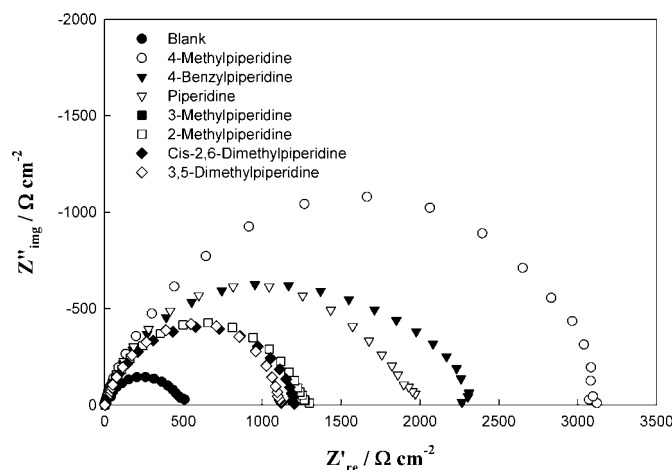 -2000
-1500
-1000
-500
0
0
500
1000
1500
2000
2500
3000
3500
Z''img / Ω cm-2
Z're / Ω cm-2
Blank
4-Methylpiperidine
4-Benzylpiperidine
Piperidine
3-Methylpiperidine
2-Methylpiperidine
Cis-2,6-Dimethylpiperidine
3,5-Dimethylpiperidine